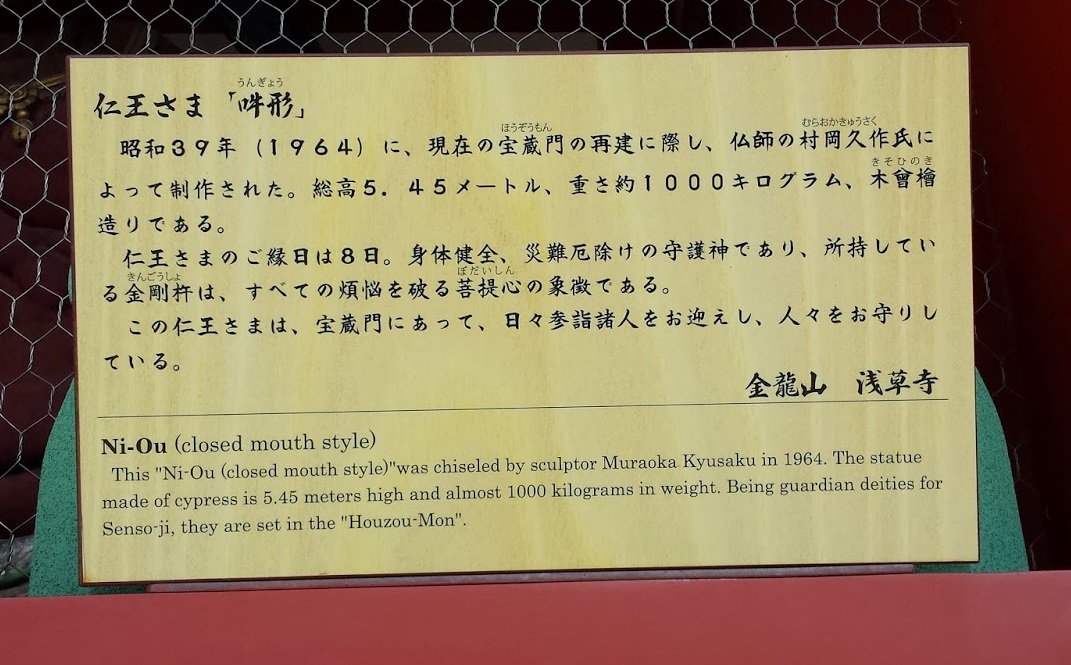 うんぎょう
仁王さま「吽形」
ほうぞうもん むらおかきゅうさく
昭和39年(1964)に、現在の宝蔵門の再建に際し、仏師の村岡久作氏に
きそひのき
よって制作された。総高5.45メートル、重さ約1000キログラム、木曾檜
造りである。
仁王さまのご縁日は8日。身体健全、災難厄除けの守護神であり、所持してい
きんごうしょ ぼだいしん
る金剛杵は、すべての煩悩を破る菩提心の象徴である。
この仁王さまは、宝蔵門にあって、日々参詣諸人をお迎えし、人々をお守りし
ている。
金龍山 浅草寺
Ni-Ou (closed mouth style)
This "Ni-Ou (closed mouth style)"was chiseled by sculptor Muraoka Kyusaku in 1964. The statue
made of cypress is 5.45 meters high and almost 1000 kilograms in weight. Being guardian deities for
Senso-ji, they are set in the "Houzou-Mon".